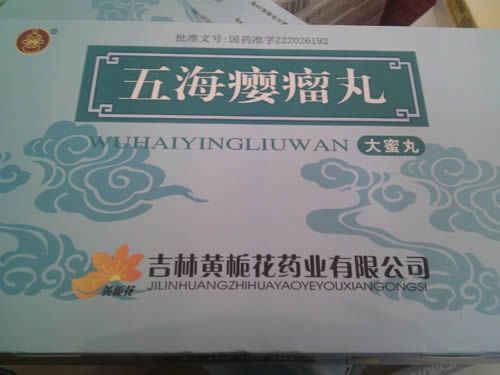 批准文号:国药准字Z22026192
五海瘿瘤丸
WUHAIYINGLIUWAN 大蜜丸
黄栀花
吉林黄栀花药业有限公司
JILINHUANGZHIHUAYAOYEYOUXIANGONGSI